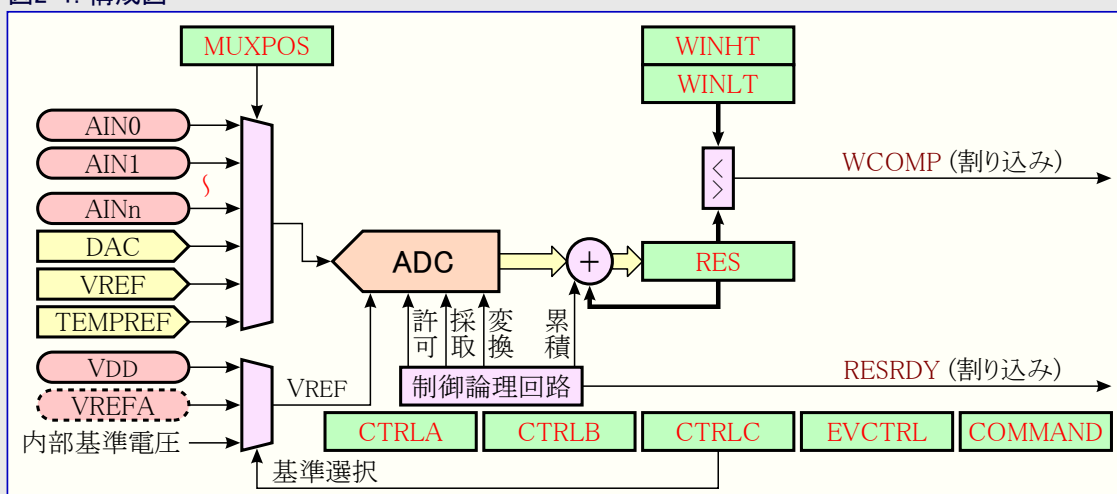 MUXPOS
WINHT
WINLT
AIN0
AIN1
AINn
DAC
VREF
TEMPREF
ADC
+
<>
WCOMP (割り込み)
RES
許可
採取
変換
累積
VDD
VREFA
内部基準電圧
VREF
制御論理回路
RESRDY (割り込み)
CTRLA
CTRLB
CTRLC
EVCTRL
COMMAND
基準選択